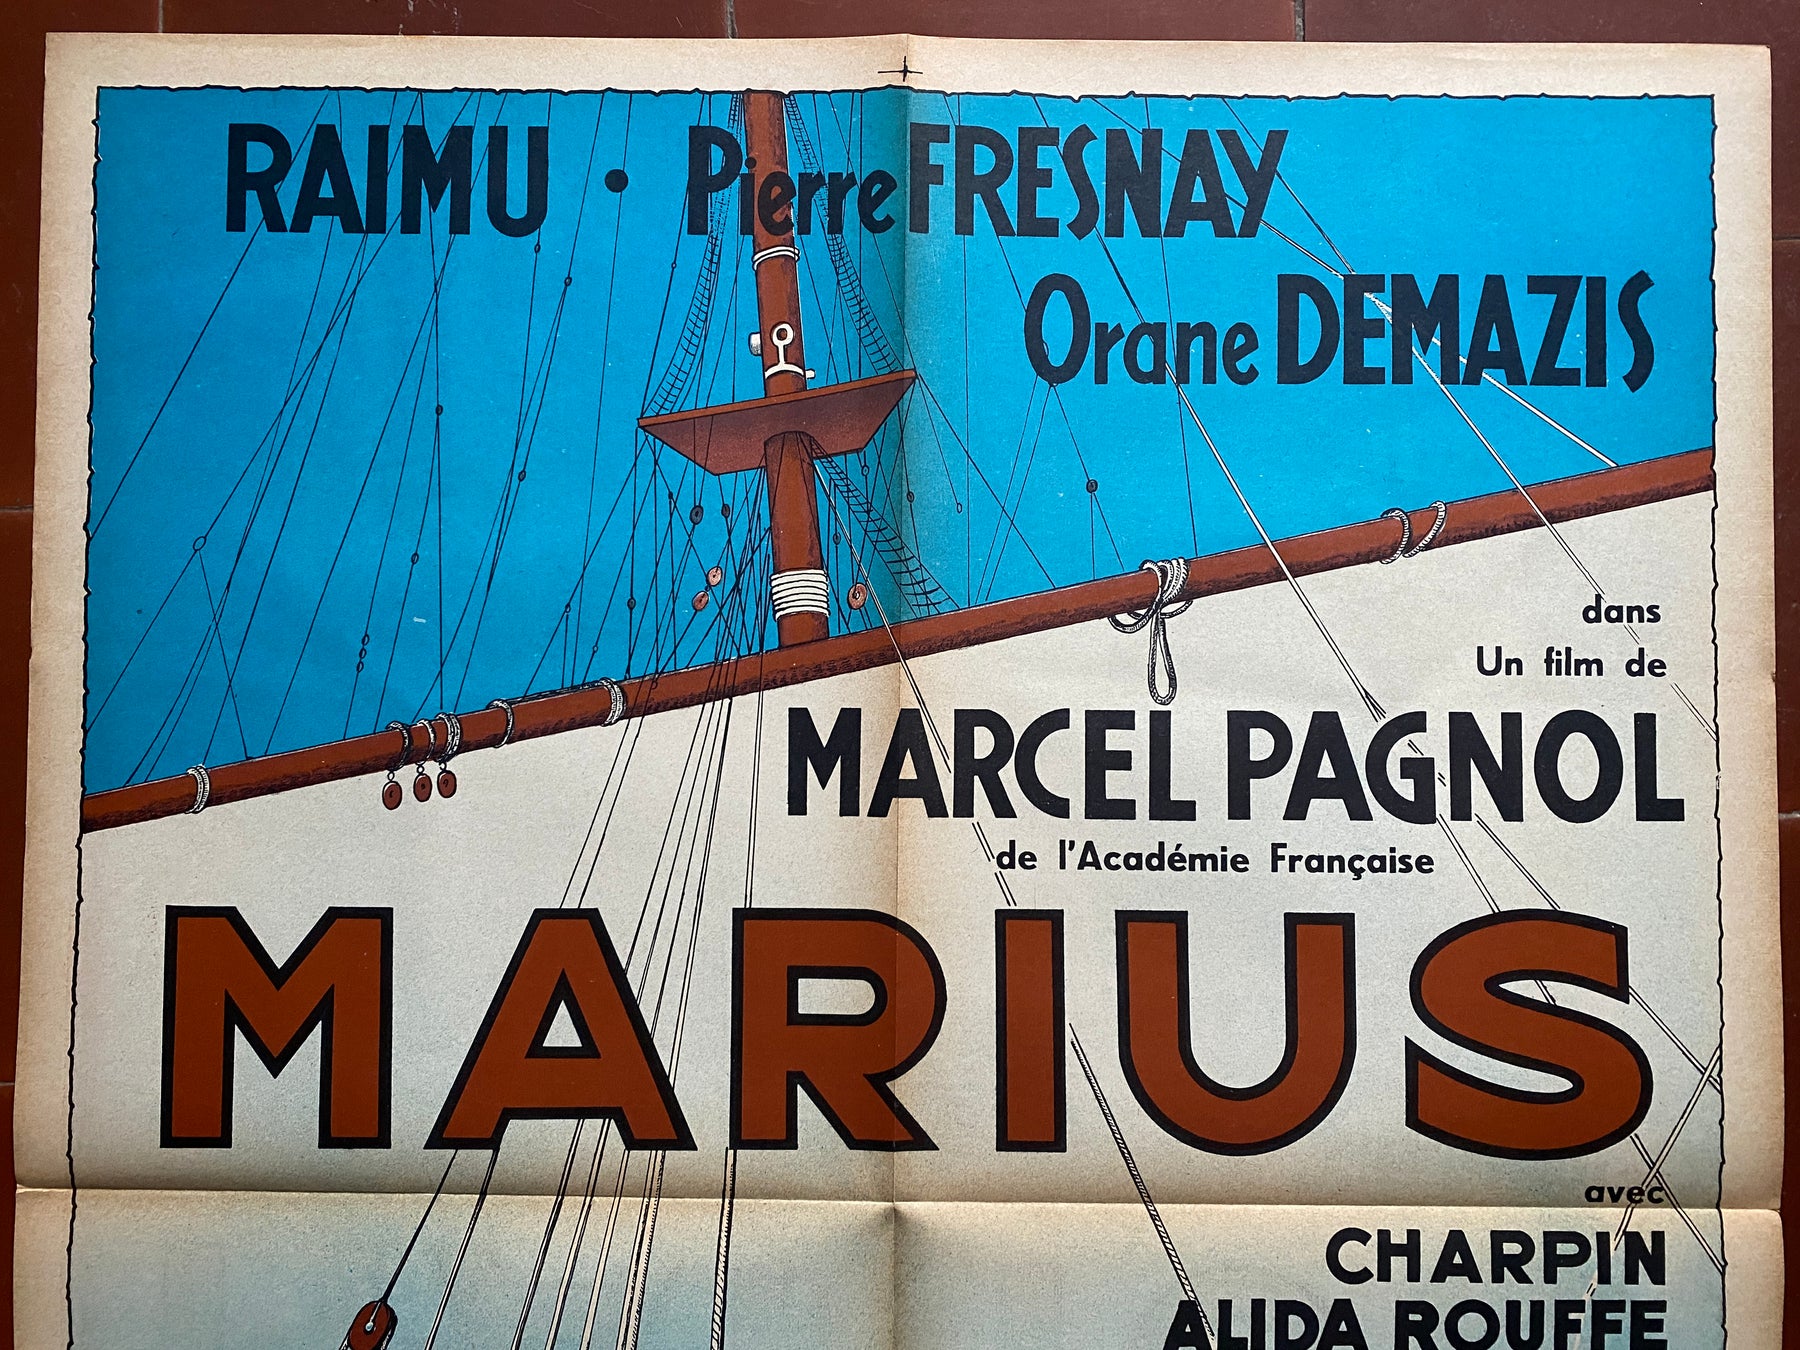 RAIMU • Pierre FRESNAY
Orane DEMAZIS
dans
Un film de
MARCEL PAGNOL
de l'Académie Française
MARIUS
avec
CHARPIN
ALIDA ROUFFE